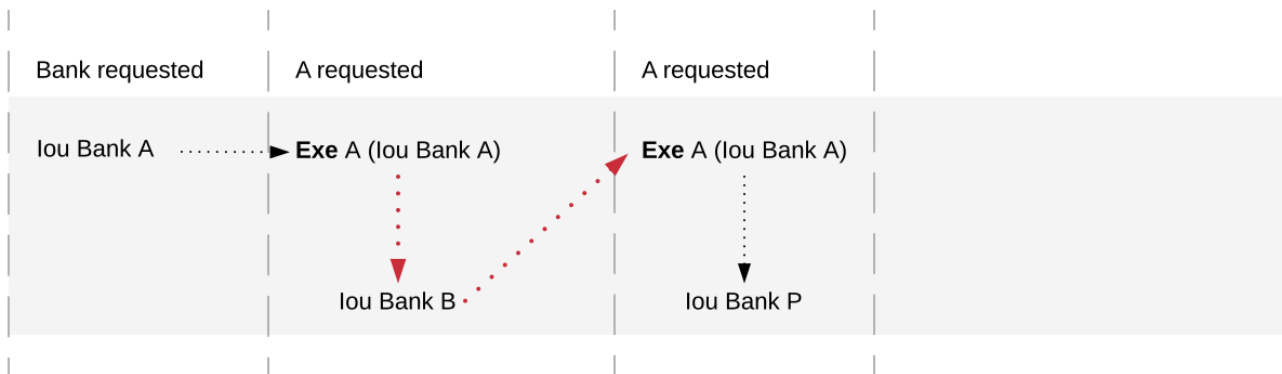 Bank requested
A requested
A requested
Iou Bank A
Exe A (Iou Bank A)
Exe A (Iou Bank A)
Iou Bank B
Iou Bank P